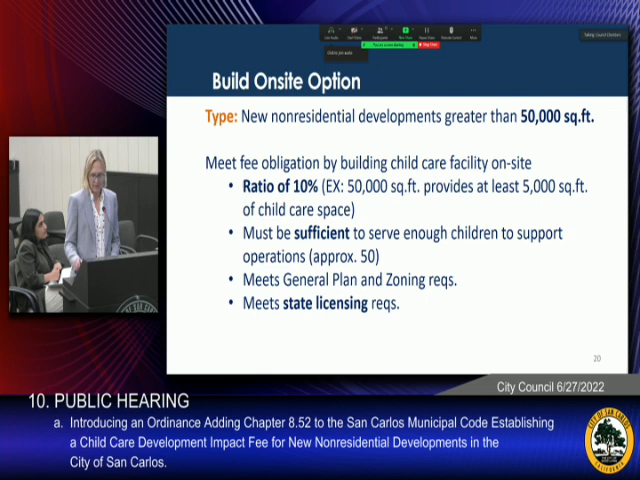 Build Onsite Option
Type: New nonresidential developments greater than 50,000 sq.ft.
Meet fee obligation by building child care facility on-site
• Ratio of 10% (EX: 50,000 sq.ft. provides at least 5,000 sq.ft.
of child care space)
• Must be sufficient to serve enough children to support
operations (approx. 50)
• Meets General Plan and Zoning reqs.
• Meets state licensing reqs.
20
City Council 6/27/2022
10. PUBLIC HEARING
a. Introducing an Ordinance Adding Chapter 8.52 to the San Carlos Municipal Code Establishing
a Child Care Development Impact Fee for New Nonresidential Developments in the
City of San Carlos.
CITY OF SAN CARLOS
CALIFORNIA